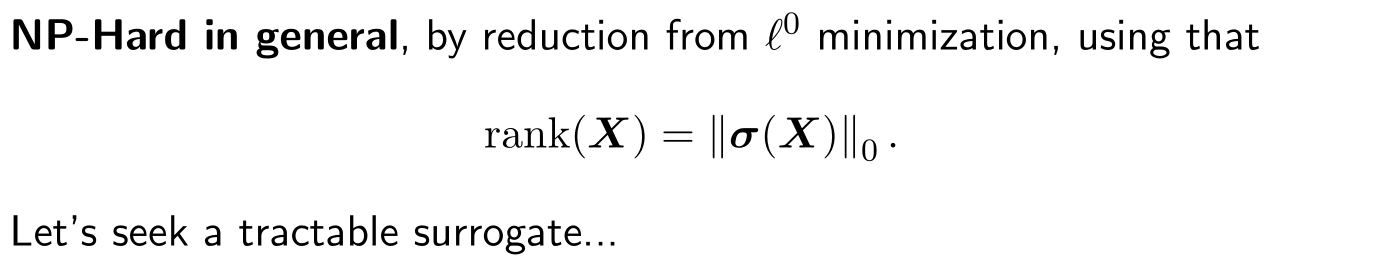 NP-Hard in general, by reduction from ℓ⁰ minimization, using that
rank(X) = ‖σ(X)‖₀ .
Let's seek a tractable surrogate...